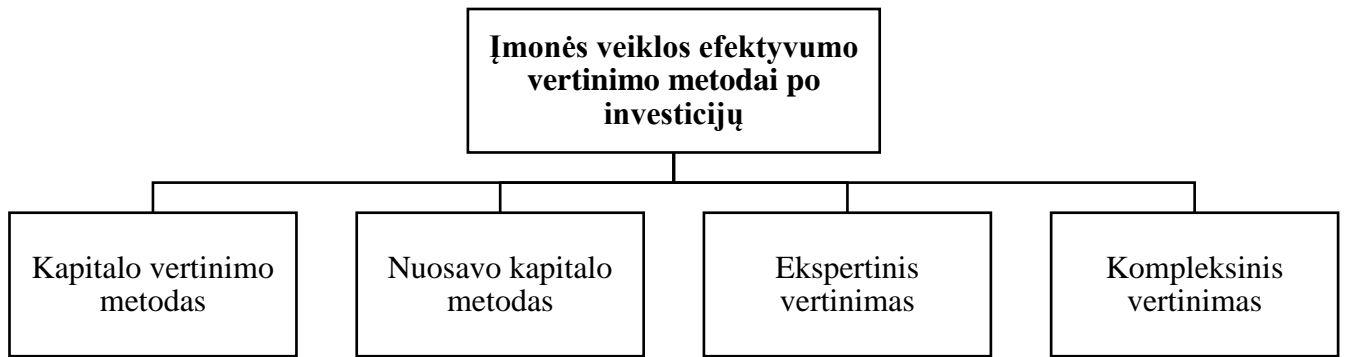 Įmonės veiklos efektyvumo
vertinimo metodai po
investicijų
Kapitalo vertinimo
metodas
Nuosavo kapitalo
metodas
Ekspertinis
vertinimas
Kompleksinis
vertinimas